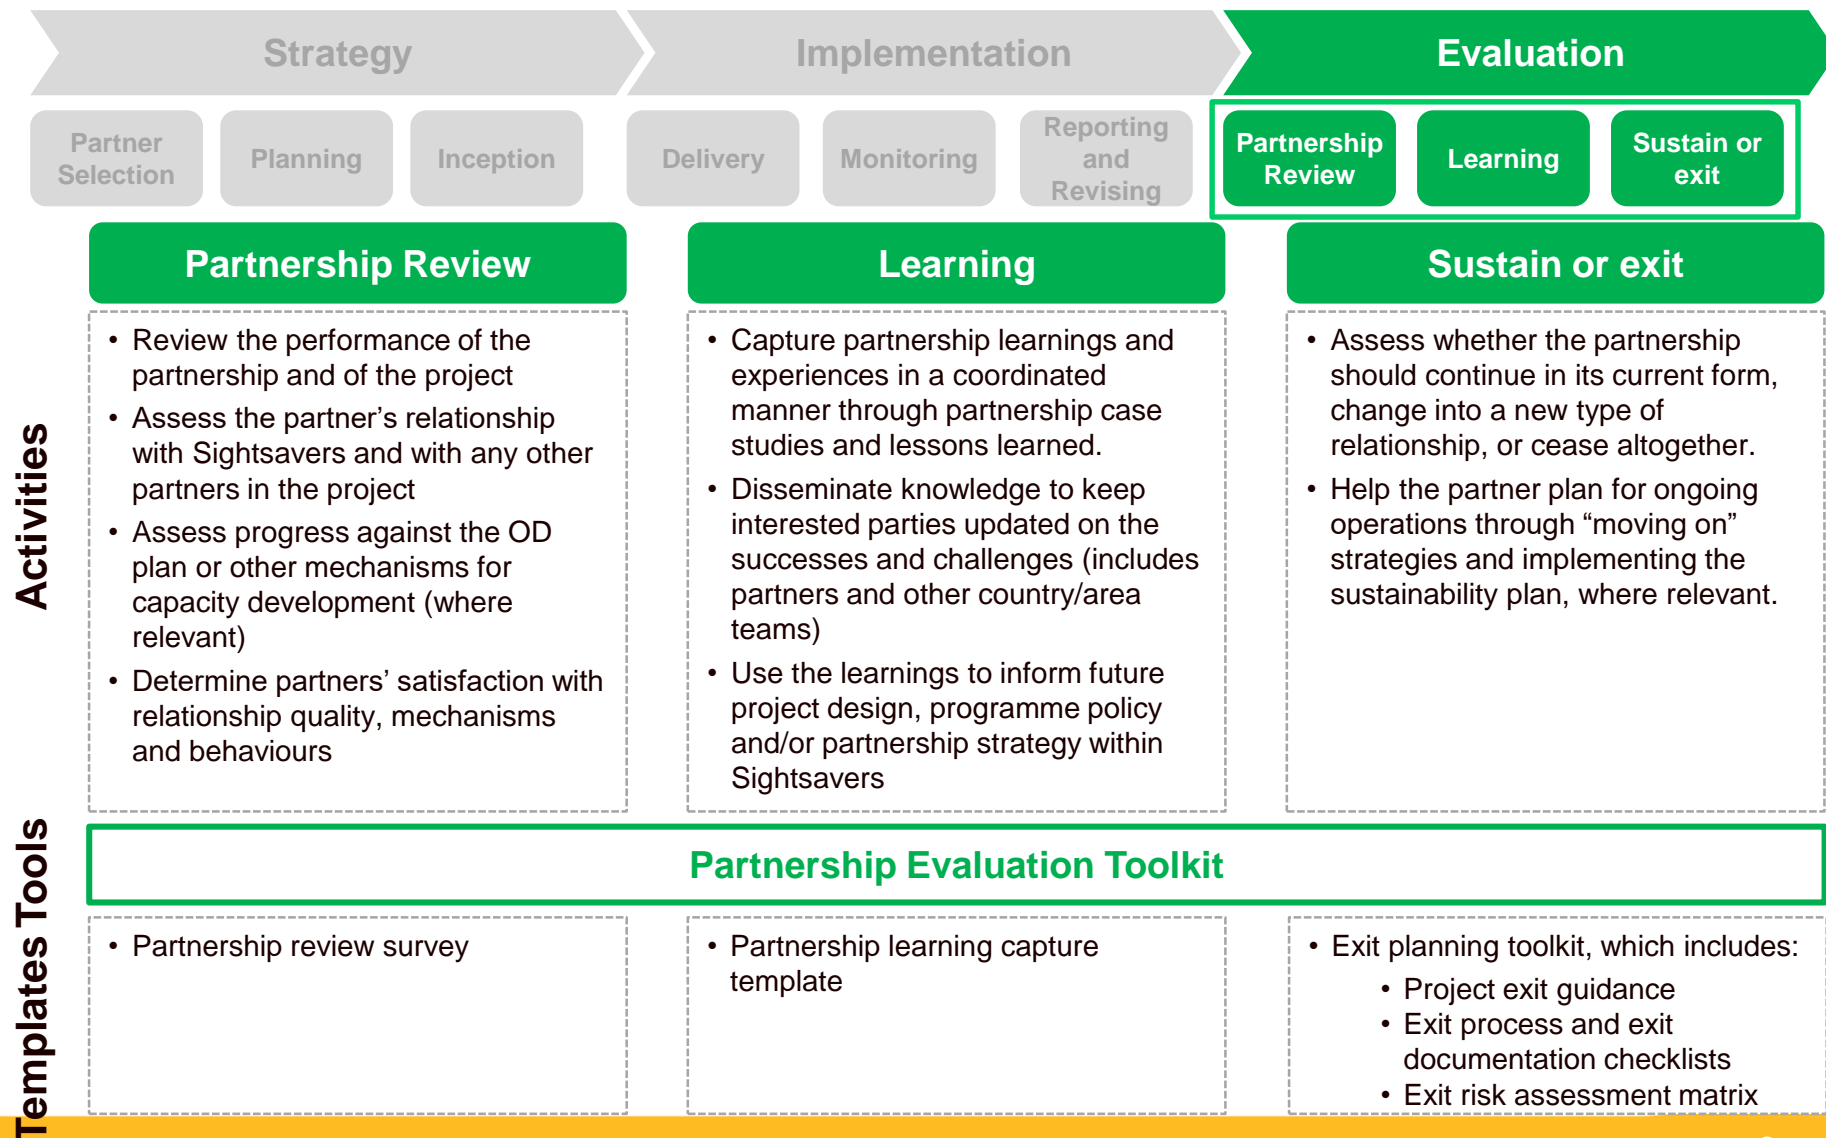 Strategy
Implementation
Evaluation
Partner
Selection
Planning
Inception
Delivery
Monitoring
Reporting
and
Revising
Partnership
Review
Learning
Sustain or
exit
Partnership Review
Learning
Sustain or exit
Activities
• Review the performance of the
partnership and of the project
• Assess the partner’s relationship
with Sightsavers and with any other
partners in the project
• Assess progress against the OD
plan or other mechanisms for
capacity development (where
relevant)
• Determine partners’ satisfaction with
relationship quality, mechanisms
and behaviours
• Capture partnership learnings and
experiences in a coordinated
manner through partnership case
studies and lessons learned.
• Disseminate knowledge to keep
interested parties updated on the
successes and challenges (includes
partners and other country/area
teams)
• Use the learnings to inform future
project design, programme policy
and/or partnership strategy within
Sightsavers
• Assess whether the partnership
should continue in its current form,
change into a new type of
relationship, or cease altogether.
• Help the partner plan for ongoing
operations through “moving on”
strategies and implementing the
sustainability plan, where relevant.
Tools
Partnership Evaluation Toolkit
Templates
• Partnership review survey
• Partnership learning capture
template
• Exit planning toolkit, which includes:
• Project exit guidance
• Exit process and exit
documentation checklists
• Exit risk assessment matrix